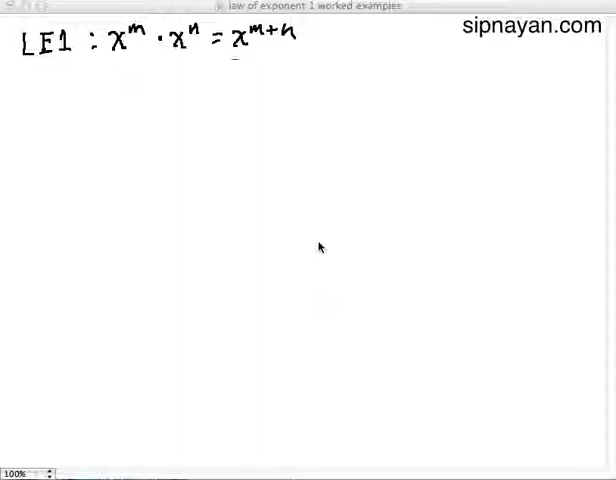 law of exponent 1 worked examples
sipnayan.com
LE1 : x^m · x^n = x^{m+n}
100%